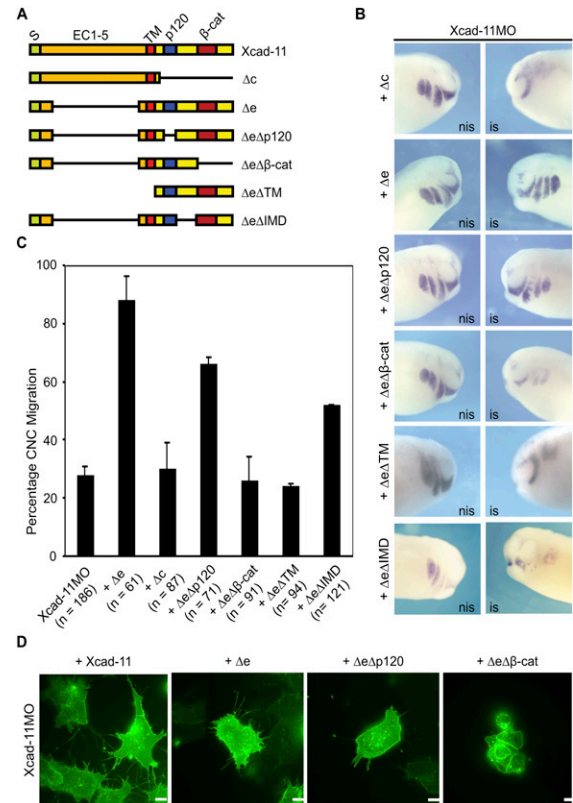 A
S EC1-5 TM p120 β-cat
Xcad-11
Δc
Δe
ΔeΔp120
ΔeΔβ-cat
ΔeΔTM
ΔeΔIMD
B
Xcad-11MO
+ Δc
nis
is
+ Δe
nis
is
+ ΔeΔp120
nis
is
+ ΔeΔβ-cat
nis
is
+ ΔeΔTM
nis
is
+ ΔeΔIMD
nis
is
C
Percentage CNC Migration
100
80
60
40
20
0
Xcad-11MO
(n = 186)
+ Δe
(n = 61)
+ Δc
(n = 87)
+ ΔeΔp120
(n = 71)
+ ΔeΔβ-cat
(n = 91)
+ ΔeΔTM
(n= 94)
+ ΔeΔIMD
(n= 121)
D
+ Xcad-11
+ Δe
+ ΔeΔp120
+ ΔeΔβ-cat
Xcad-11MO